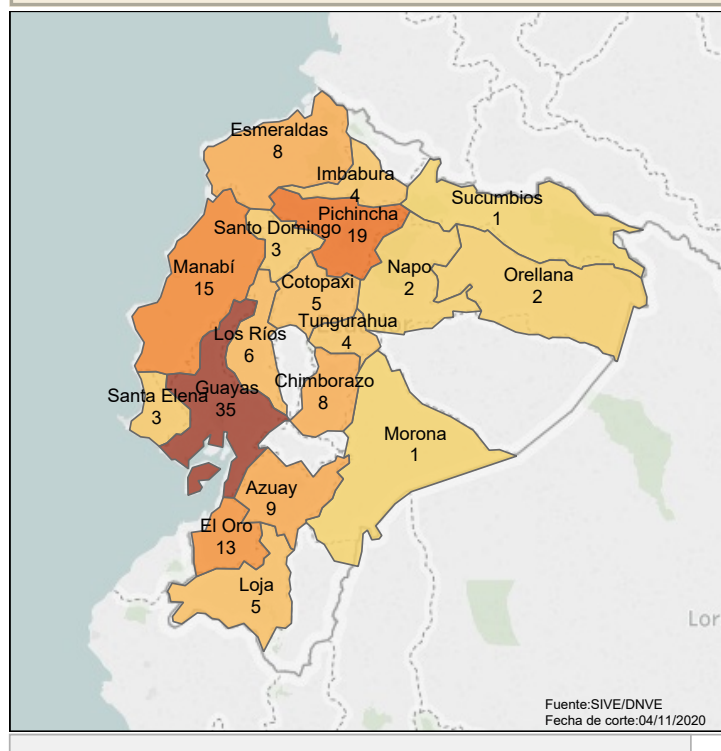 Esmeraldas
8
Imbabura
4
Sucumbios
1
Pichincha
19
Santo Domingo
3
Manabí
15
Napo
2
Orellana
2
Cotopaxi
5
Tungurahua
4
Los Ríos
6
Santa Elena
3
Guayas
35
Chimborazo
8
Morona
1
Azuay
9
El Oro
13
Loja
5
Lor
Fuente:SIVE/DNVE
Fecha de corte:04/11/2020